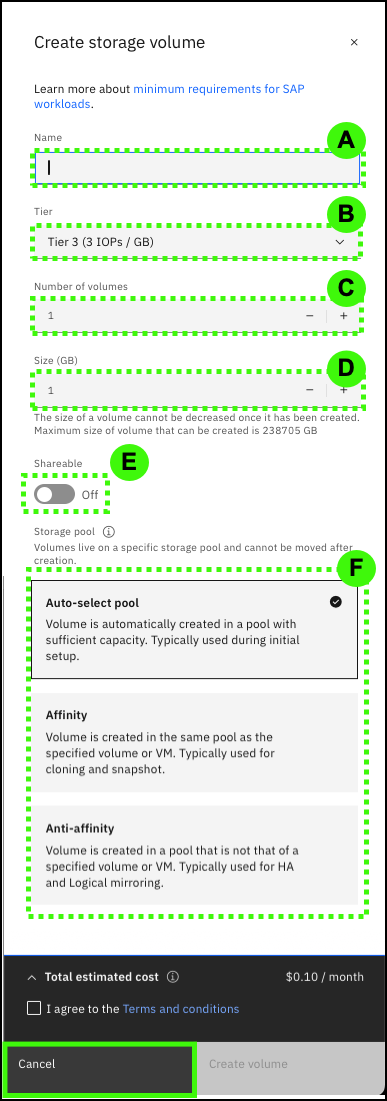 Create storage volume
Learn more about minimum requirements for SAP
workloads.
Name
A
Tier
B
Tier 3 (3 IOPs / GB)
Number of volumes
C
1
Size (GB)
D
1
The size of a volume cannot be decreased once it has been created.
Maximum size of volume that can be created is 238705 GB
Shareable
E
Off
Storage pool
Volumes live on a specific storage pool and cannot be moved after
creation.
F
Auto-select pool
Volume is automatically created in a pool with
sufficient capacity. Typically used during initial
setup.
Affinity
Volume is created in the same pool as the
specified volume or VM. Typically used for
cloning and snapshot.
Anti-affinity
Volume is created in a pool that is not that of a
specified volume or VM. Typically used for HA
and Logical mirroring.
Total estimated cost $0.10 / month
I agree to the Terms and conditions
Cancel Create volume